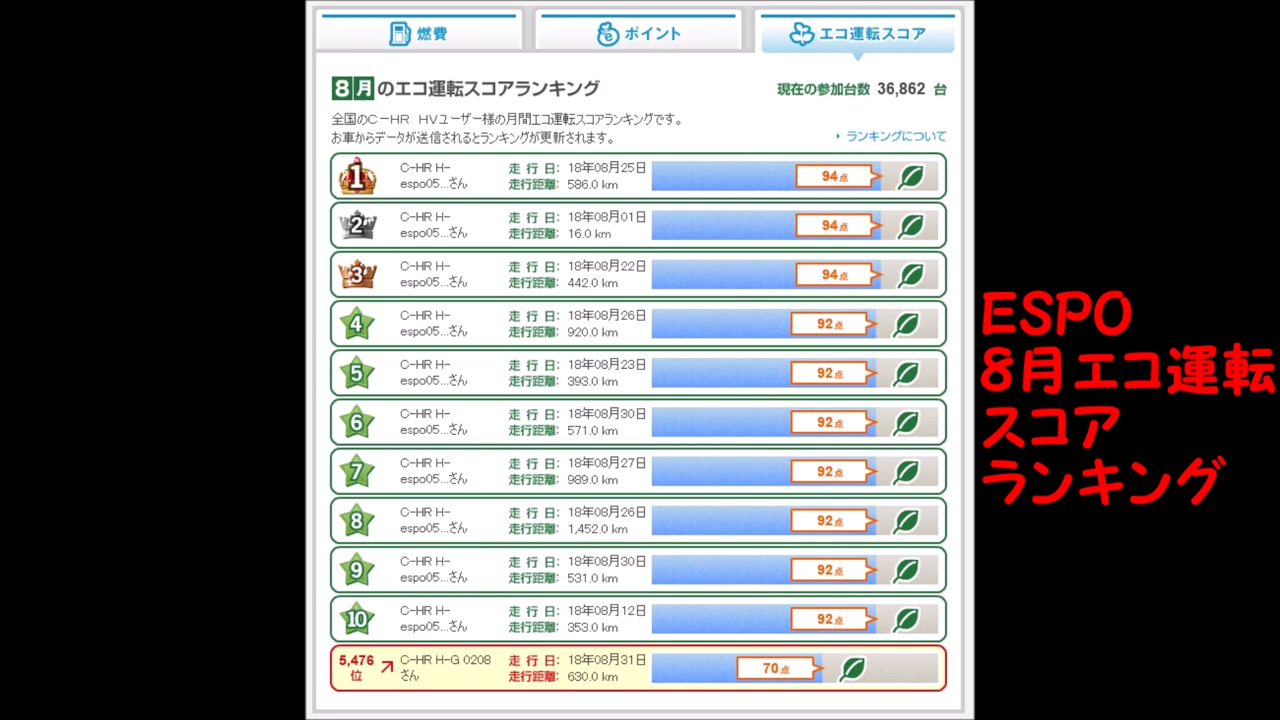 燃費
ポイント
エコ運転スコア
8月のエコ運転スコアランキング
現在の参加台数 36,862 台
全国のC-HR HVユーザー様の月間エコ運転スコアランキングです。
お車からデータが送信されるとランキングが更新されます。
ランキングについて
1
C-HR H-
espo05...さん
走行日: 18年08月25日
走行距離: 586.0 km
94点
2
C-HR H-
espo05...さん
走行日: 18年08月01日
走行距離: 16.0 km
94点
3
C-HR H-
espo05...さん
走行日: 18年08月22日
走行距離: 442.0 km
94点
4
C-HR H-
espo05...さん
走行日: 18年08月26日
走行距離: 920.0 km
92点
5
C-HR H-
espo05...さん
走行日: 18年08月23日
走行距離: 393.0 km
92点
6
C-HR H-
espo05...さん
走行日: 18年08月30日
走行距離: 571.0 km
92点
7
C-HR H-
espo05...さん
走行日: 18年08月27日
走行距離: 989.0 km
92点
8
C-HR H-
espo05...さん
走行日: 18年08月26日
走行距離: 1,452.0 km
92点
9
C-HR H-
espo05...さん
走行日: 18年08月30日
走行距離: 531.0 km
92点
10
C-HR H-
espo05...さん
走行日: 18年08月12日
走行距離: 353.0 km
92点
5,476
位
C-HR H-G 0208
さん
走行日: 18年08月31日
走行距離: 630.0 km
70点
ESPO
8月エコ運転
スコア
ランキング